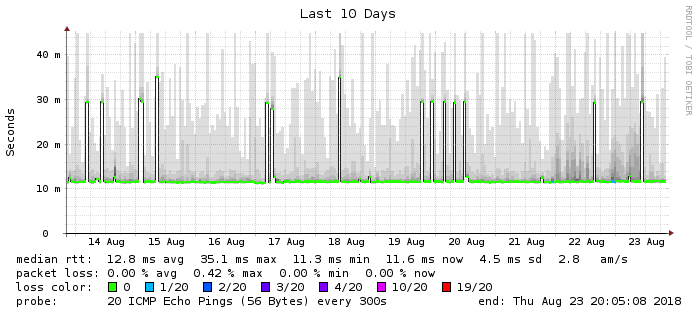 Last 10 Days
RRDTOOL / TOBI OETIKER
Seconds
40 m
30 m
20 m
10 m
0
14 Aug 15 Aug 16 Aug 17 Aug 18 Aug 19 Aug 20 Aug 21 Aug 22 Aug 23 Aug
median rtt: 12.8 ms avg 35.1 ms max 11.3 ms min 11.6 ms now 4.5 ms sd 2.8 am/s
packet loss: 0.00 % avg 0.42 % max 0.00 % min 0.00 % now
loss color: 0 1/20 2/20 3/20 4/20 10/20 19/20
probe: 20 ICMP Echo Pings (56 Bytes) every 300s end: Thu Aug 23 20:05:08 2018